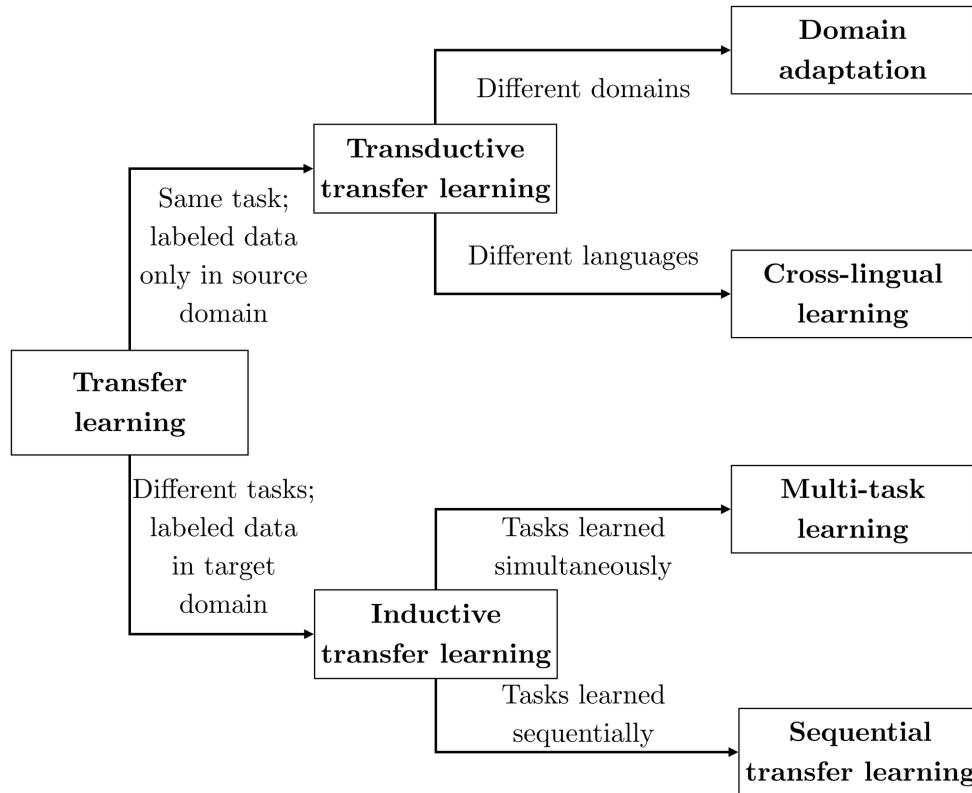 Domain
adaptation
Different domains
Transductive
transfer learning
Same task;
labeled data
only in source
domain
Different languages
Cross-lingual
learning
Transfer
learning
Different tasks;
labeled data
in target
domain
Multi-task
learning
Tasks learned
simultaneously
Inductive
transfer learning
Tasks learned
sequentially
Sequential
transfer learning